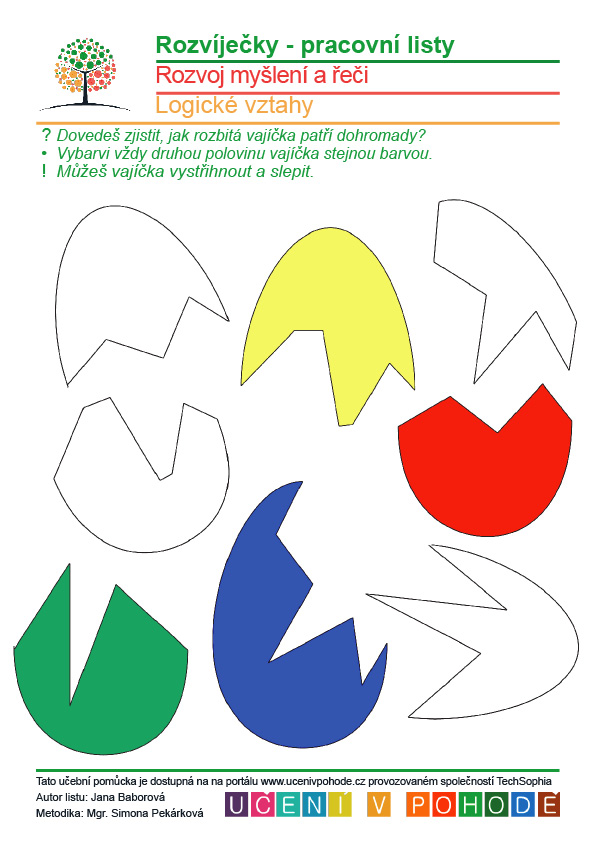 Rozvíječky - pracovní listy
Rozvoj myšlení a řeči
Logické vztahy
? Dovedeš zjistit, jak rozbitá vajíčka patří dohromady?
• Vybarvi vždy druhou polovinu vajíčka stejnou barvou.
! Můžeš vajíčka vystřihnout a slepit.
Tato učební pomůcka je dostupná na na portálu www.ucenivpohode.cz provozovaném společností TechSophia
Autor listu: Jana Baborová
Metodika: Mgr. Simona Pekárková
UČENÍ V POHODĚ